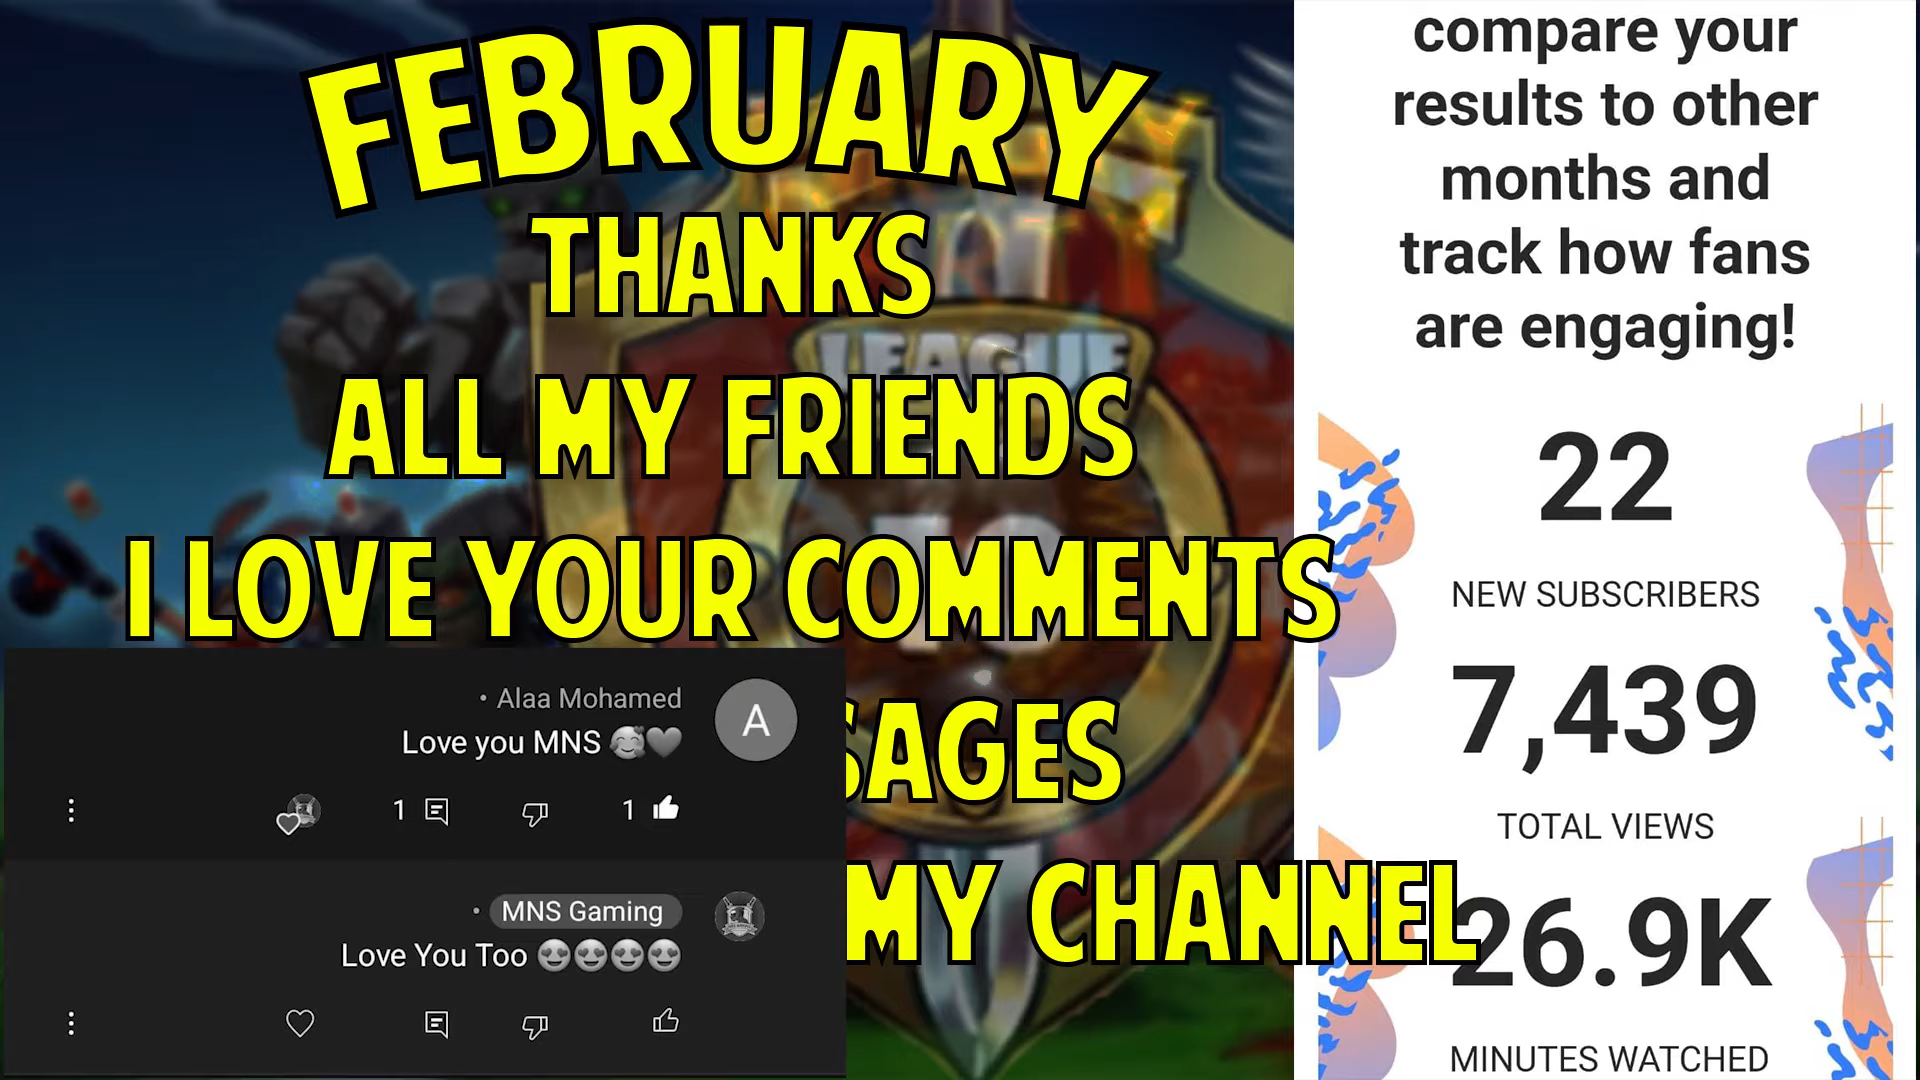 FEBRUARY
THANKS
ALL MY FRIENDS
I LOVE YOUR COMMENTS
MY CHANNEL
LEAGUE
• Alaa Mohamed
A
Love you MNS 🥰🖤
1
1
• MNS Gaming
Love You Too 😍😍😍😍
compare your
results to other
months and
track how fans
are engaging!
22
NEW SUBSCRIBERS
7,439
TOTAL VIEWS
26.9K
MINUTES WATCHED